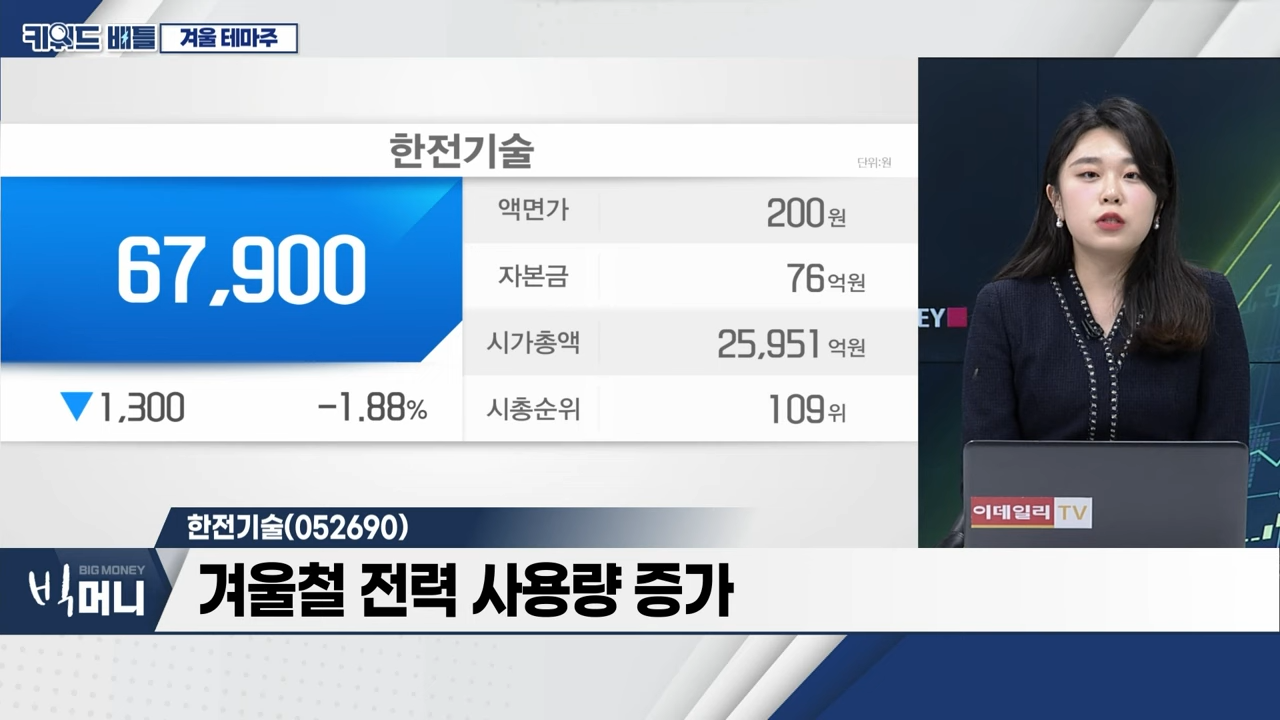 키워드 배틀 겨울 테마주
한전기술
단위:원
67,900
▼1,300 -1.88%
액면가 200원
자본금 76억원
시가총액 25,951억원
시총순위 109위
EY
이데일리 TV
한전기술(052690)
빅머니 BIG MONEY
겨울철 전력 사용량 증가